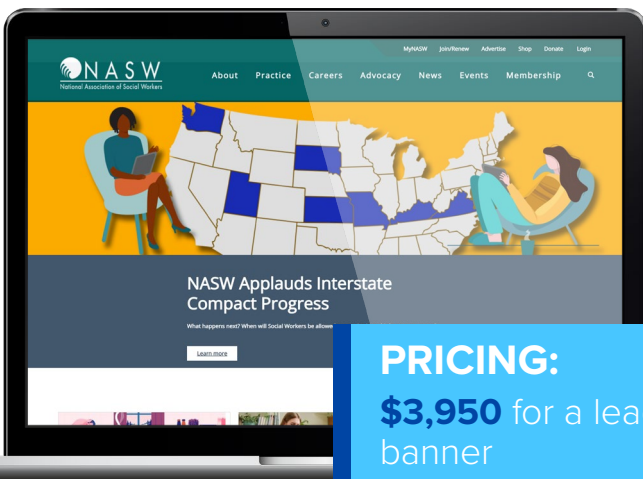 MyNASW Join/Renew Advertise Shop Donate Login
NASW
National Association of Social Workers
About Practice Careers Advocacy News Events Membership
NASW Applauds Interstate
Compact Progress
What happens next? When will Social Workers be
Learn more
PRICING:
$3,950 for a
banner